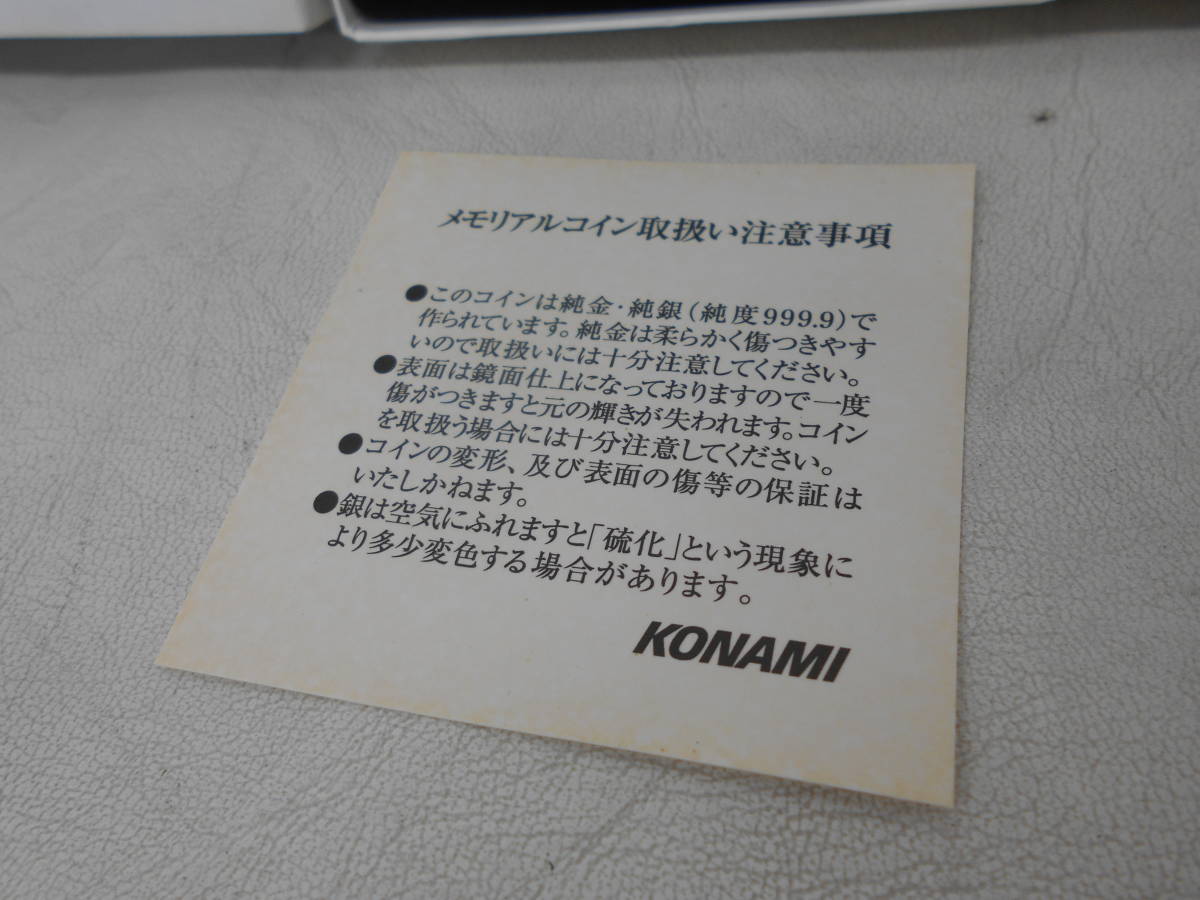 メモリアルコイン取扱い注意事項
●このコインは純金・純銀（純度999.9）で
作られています。純金は柔らかく傷つきやす
いので取扱いには十分注意してください。
●表面は鏡面仕上になっておりますので一度
傷がつきますと元の輝きが失われます。コイン
を取扱う場合には十分注意してください。
●コインの変形、及び表面の傷等の保証は
いたしかねます。
●銀は空気にふれますと「硫化」という現象に
より多少変色する場合があります。
KONAMI